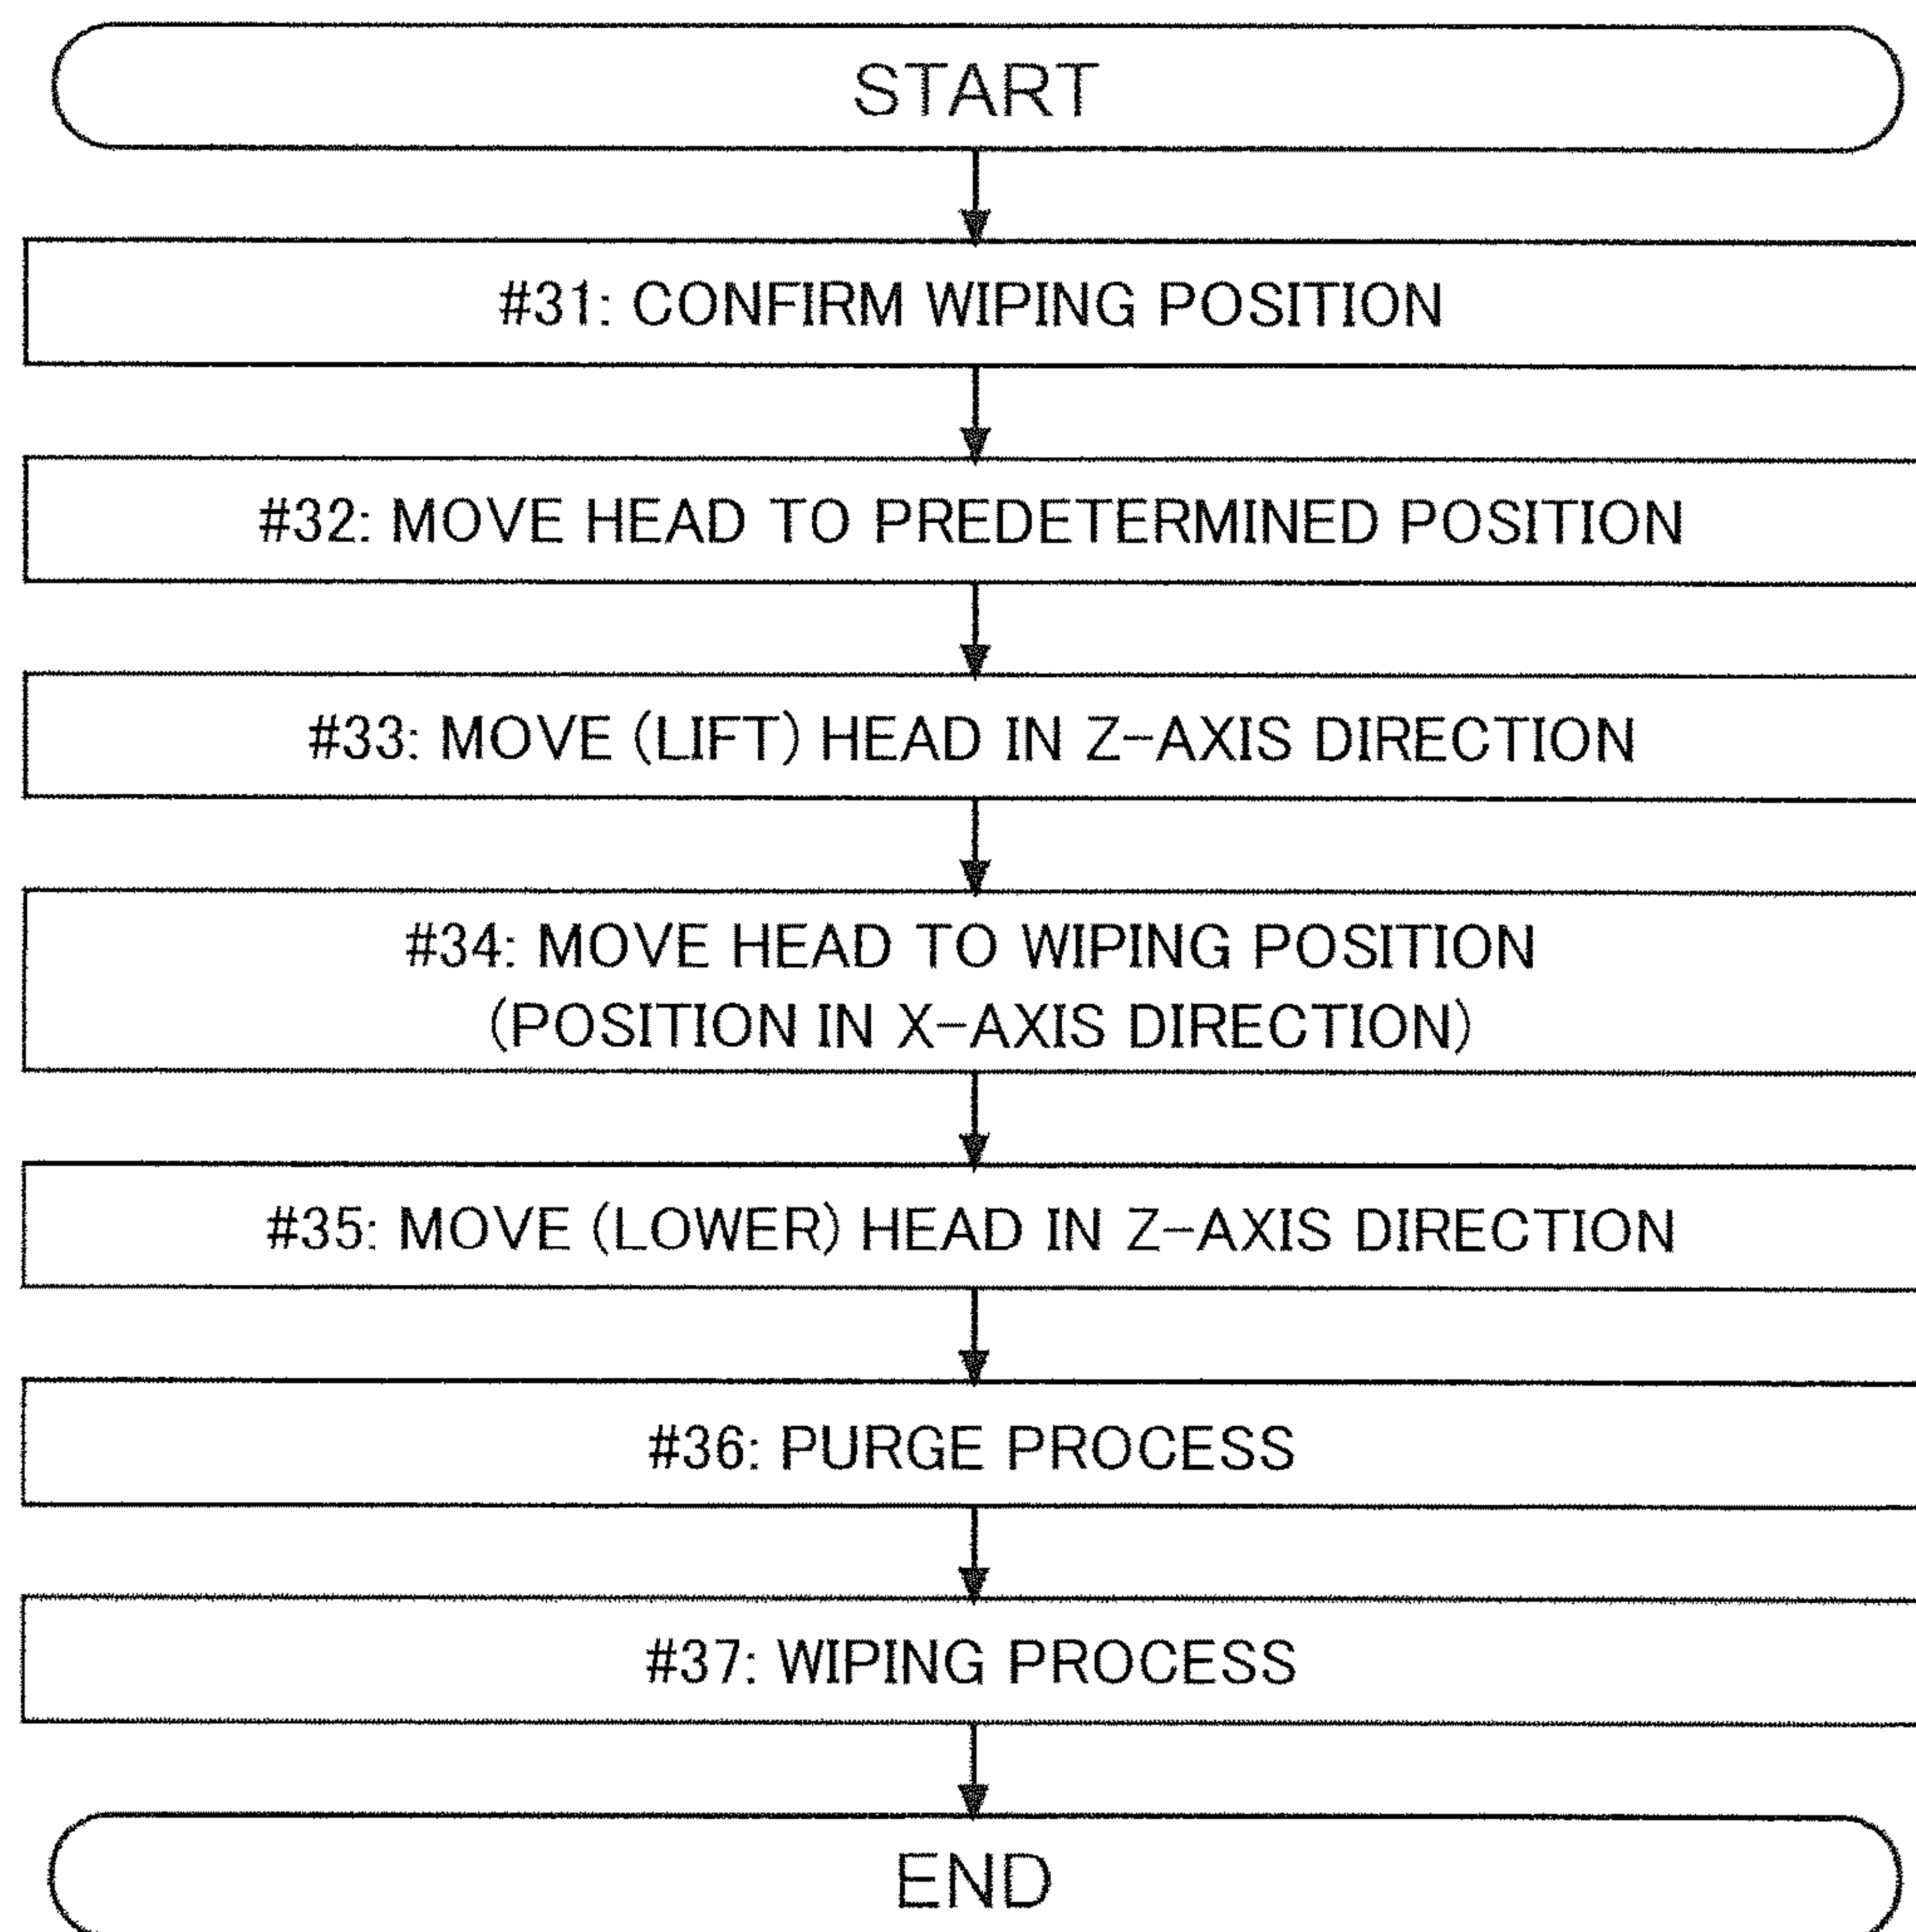 START
#31: CONFIRM WIPING POSITION
#32: MOVE HEAD TO PREDETERMINED POSITION
#33: MOVE (LIFT) HEAD IN Z-AXIS DIRECTION
#34: MOVE HEAD TO WIPING POSITION
(POSITION IN X-AXIS DIRECTION)
#35: MOVE (LOWER) HEAD IN Z-AXIS DIRECTION
#36: PURGE PROCESS
#37: WIPING PROCESS
END